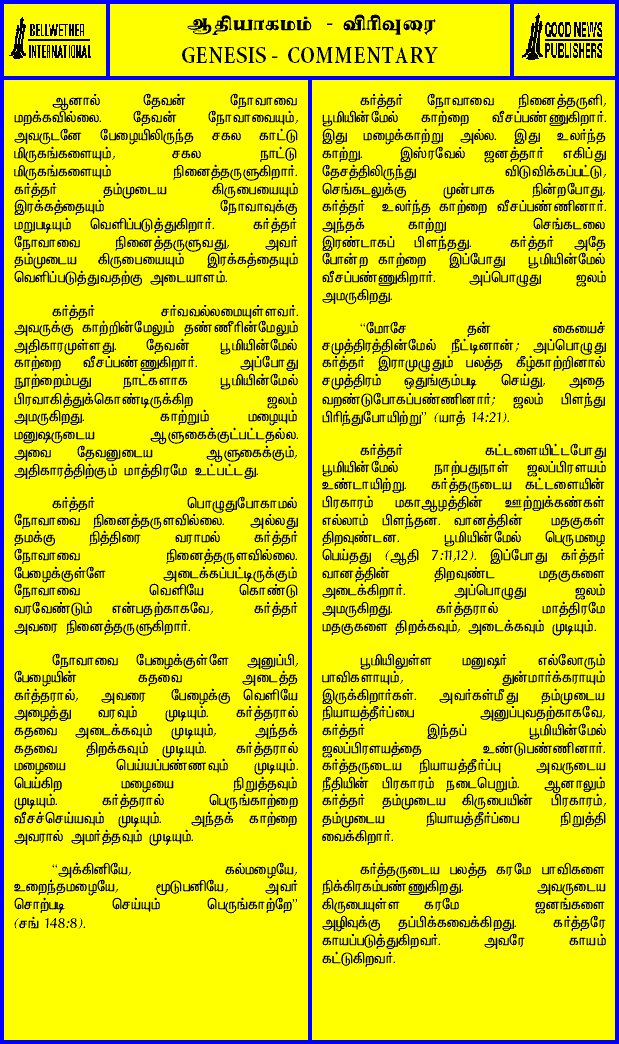 BELLWETHER
INTERNATIONAL
ஆதியாகமம் - விரிவுரை
GENESIS - COMMENTARY
GOOD NEWS
PUBLISHERS
ஆனால் தேவன் நோவாவை
மறக்கவில்லை. தேவன் நோவாவையும்,
அவருடனே பேழையிலிருந்த சகல காட்டு
மிருகங்களையும், சகல நாட்டு
மிருகங்களையும் நினைத்தருளுகிறார்.
கர்த்தர் தம்முடைய கிருபையையும்
இரக்கத்தையும் நோவாவுக்கு
மறுபடியும் வெளிப்படுத்துகிறார். கர்த்தர்
நோவாவை நினைத்தருளுவது, அவர்
தம்முடைய கிருபையையும் இரக்கத்தையும்
வெளிப்படுத்துவதற்கு அடையாளம்.
கர்த்தர் சர்வவல்லமையுள்ளவர்.
அவருக்கு காற்றின்மேலும் தண்ணீரின்மேலும்
அதிகாரமுள்ளது. தேவன் பூமியின்மேல்
காற்றை வீசப்பண்ணுகிறார். அப்போது
நூற்றைம்பது நாட்களாக பூமியின்மேல்
பிரவாகித்துக்கொண்டிருக்கிற ஜலம்
அமருகிறது. காற்றும் மழையும்
மனுஷருடைய ஆளுகைக்குட்பட்டதல்ல.
அவை தேவனுடைய ஆளுகைக்கும்,
அதிகாரத்திற்கும் மாத்திரமே உட்பட்டது.
கர்த்தர் பொழுதுபோகாமல்
நோவாவை நினைத்தருளவில்லை. அல்லது
தமக்கு நித்திரை வராமல் கர்த்தர்
நோவாவை நினைத்தருளவில்லை.
பேழைக்குள்ளே அடைக்கப்பட்டிருக்கும்
நோவாவை வெளியே கொண்டு
வரவேண்டும் என்பதற்காகவே, கர்த்தர்
அவரை நினைத்தருளுகிறார்.
நோவாவை பேழைக்குள்ளே அனுப்பி,
பேழையின் கதவை அடைத்த
கர்த்தரால், அவரை பேழைக்கு வெளியே
அழைத்து வரவும் முடியும். கர்த்தரால்
கதவை அடைக்கவும் முடியும், அந்தக்
கதவை திறக்கவும் முடியும். கர்த்தரால்
மழையை பெய்யப்பண்ணவும் முடியும்.
பெய்கிற மழையை நிறுத்தவும்
முடியும். கர்த்தரால் பெருங்காற்றை
வீசச்செய்யவும் முடியும். அந்தக் காற்றை
அவரால் அமர்த்தவும் முடியும்.
"அக்கினியே, கல்மழையே,
உறைந்தமழையே, மூடுபனியே, அவர்
சொற்படி செய்யும் பெருங்காற்றே"
(சங் 148:8).
கர்த்தர் நோவாவை நினைத்தருளி,
பூமியின்மேல் காற்றை வீசப்பண்ணுகிறார்.
இது மழைக்காற்று அல்ல. இது உலர்ந்த
காற்று. இஸ்ரவேல் ஜனத்தார் எகிப்து
தேசத்திலிருந்து விடுவிக்கப்பட்டு,
செங்கடலுக்கு முன்பாக நின்றபோது,
கர்த்தர் உலர்ந்த காற்றை வீசப்பண்ணினார்.
அந்தக் காற்று செங்கடலை
இரண்டாகப் பிளந்தது. கர்த்தர் அதே
போன்ற காற்றை இப்போது பூமியின்மேல்
வீசப்பண்ணுகிறார். அப்பொழுது ஜலம்
அமருகிறது.
"மோசே தன் கையைச்
சமுத்திரத்தின்மேல் நீட்டினான்; அப்பொழுது
கர்த்தர் இராமுழுதும் பலத்த கீழ்காற்றினால்
சமுத்திரம் ஒதுங்கும்படி செய்து, அதை
வறண்டுபோகப்பண்ணினார்; ஜலம் பிளந்து
பிரிந்துபோயிற்று" (யாத் 14:21).
கர்த்தர் கட்டளையிட்டபோது
பூமியின்மேல் நாற்பதுநாள் ஜலப்பிரளயம்
உண்டாயிற்று. கர்த்தருடைய கட்டளையின்
பிரகாரம் மகாஆழத்தின் ஊற்றுக்கண்கள்
எல்லாம் பிளந்தன. வானத்தின் மதகுகள்
திறவுண்டன. பூமியின்மேல் பெருமழை
பெய்தது (ஆதி 7:11,12). இப்போது கர்த்தர்
வானத்தின் திறவுண்ட மதகுகளை
அடைக்கிறார். அப்பொழுது ஜலம்
அமருகிறது. கர்த்தரால் மாத்திரமே
மதகுகளை திறக்கவும், அடைக்கவும் முடியும்.
பூமியிலுள்ள மனுஷர் எல்லோரும்
பாவிகளாயும், துன்மார்க்கராயும்
இருக்கிறார்கள். அவர்கள்மீது தம்முடைய
நியாயத்தீர்ப்பை அனுப்புவதற்காகவே,
கர்த்தர் இந்தப் பூமியின்மேல்
ஜலப்பிரளயத்தை உண்டுபண்ணினார்.
கர்த்தருடைய நியாயத்தீர்ப்பு அவருடைய
நீதியின் பிரகாரம் நடைபெறும். ஆனாலும்
கர்த்தர் தம்முடைய கிருபையின் பிரகாரம்,
தம்முடைய நியாயத்தீர்ப்பை நிறுத்தி
வைக்கிறார்.
கர்த்தருடைய பலத்த கரமே பாவிகளை
நிக்கிரகம்பண்ணுகிறது. அவருடைய
கிருபையுள்ள கரமே ஜனங்களை
அழிவுக்கு தப்பிக்கவைக்கிறது. கர்த்தரே
காயப்படுத்துகிறவர். அவரே காயம்
கட்டுகிறவர்.